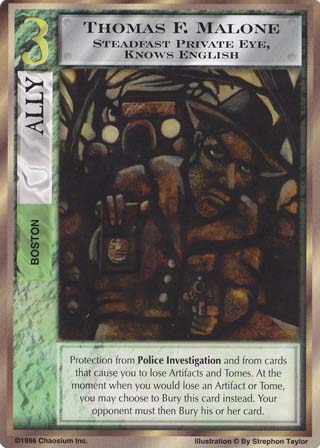 3
THOMAS F. MALONE
STEADFAST PRIVATE EYE,
KNOWS ENGLISH
ALLY
BOSTON
Protection from Police Investigation and from cards
that cause you to lose Artifacts and Tomes. At the
moment when you would lose an Artifact or Tome,
you may choose to Bury this card instead. Your
opponent must then Bury his or her card.
©1996 Chaosium Inc.
Illustration © By Strephon Taylor